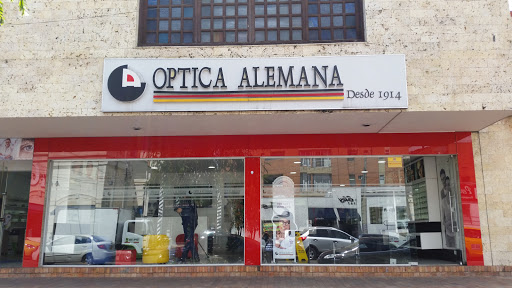 OPTICA ALEMANA
Desde 1914